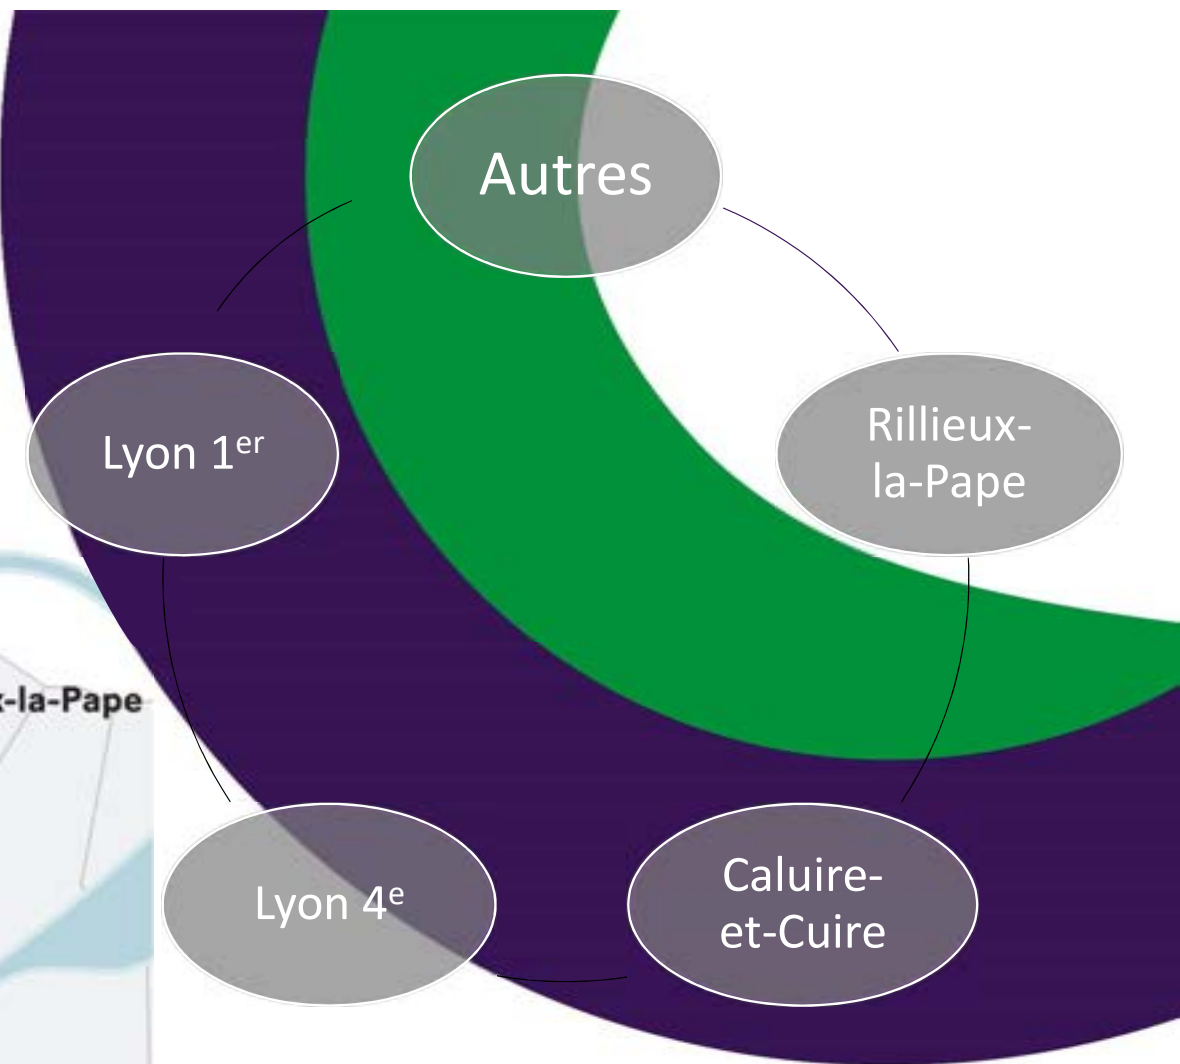 Autres
Lyon 1er
Rillieux-
la-Pape
x-la-Pape
Lyon 4e
Caluire-
et-Cuire